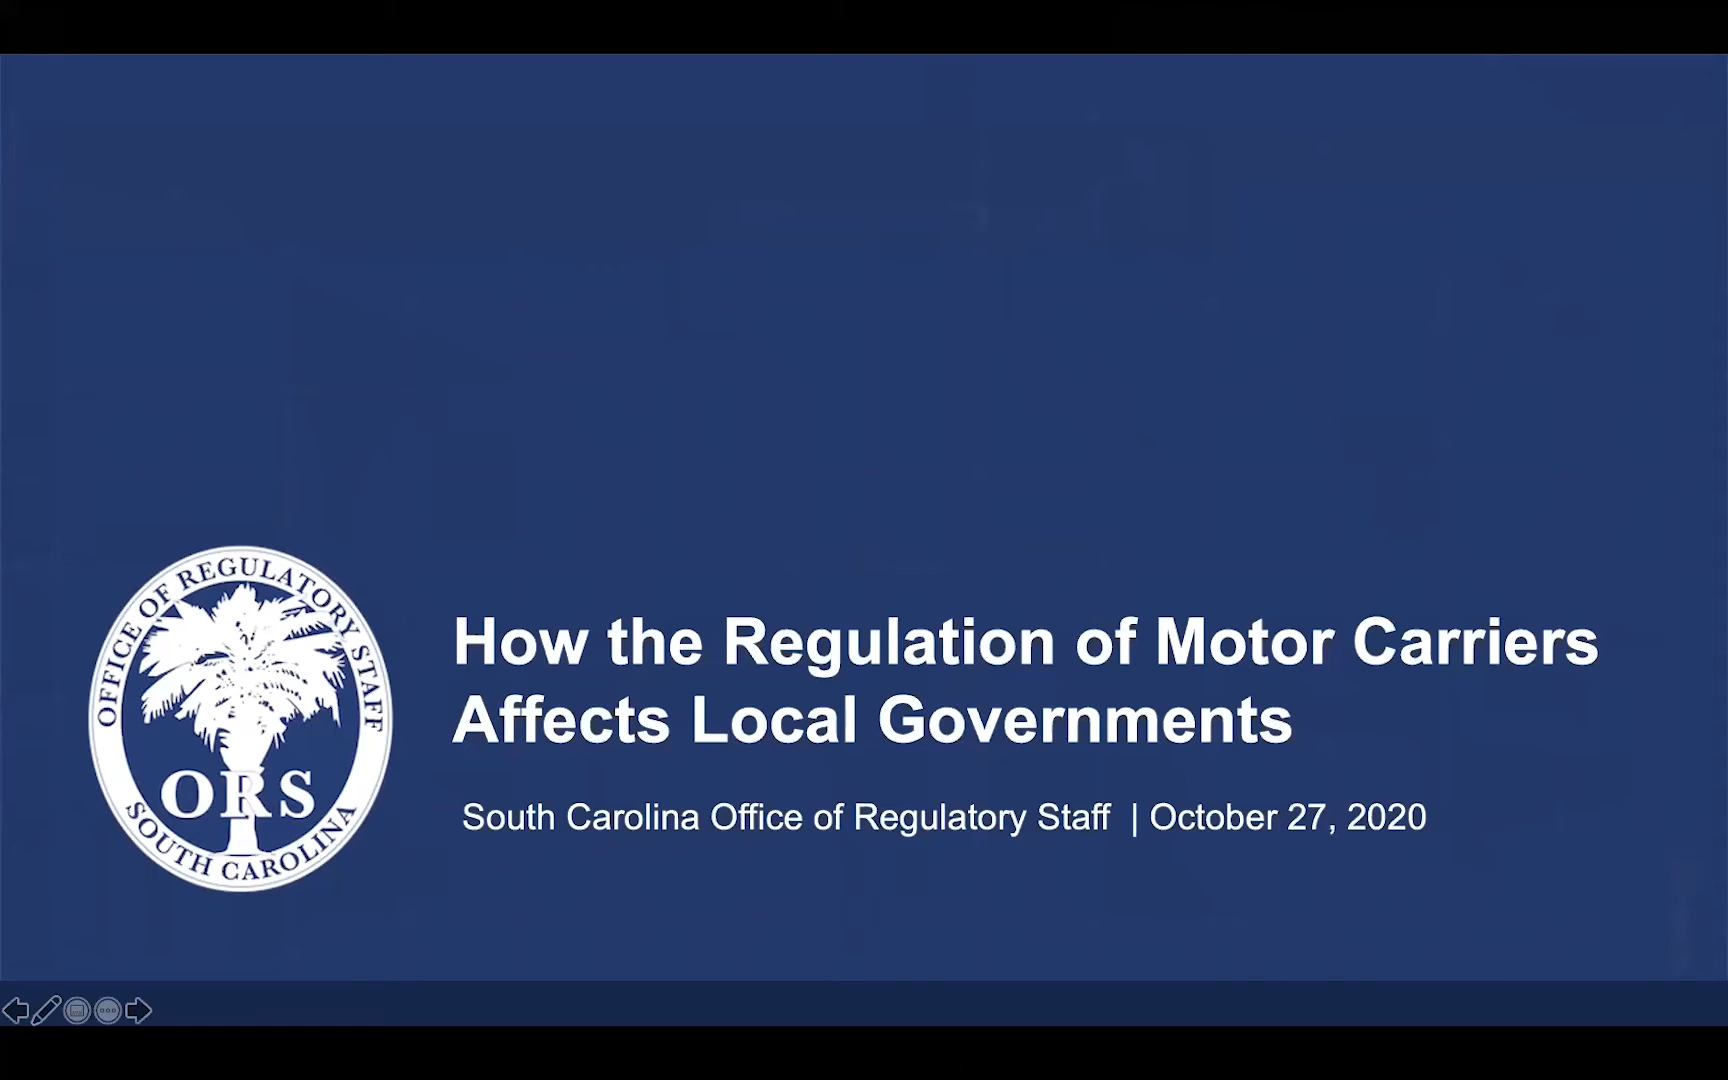 OFFICE OF REGULATORY STAFF
ORS
SOUTH CAROLINA
How the Regulation of Motor Carriers
Affects Local Governments
South Carolina Office of Regulatory Staff | October 27, 2020